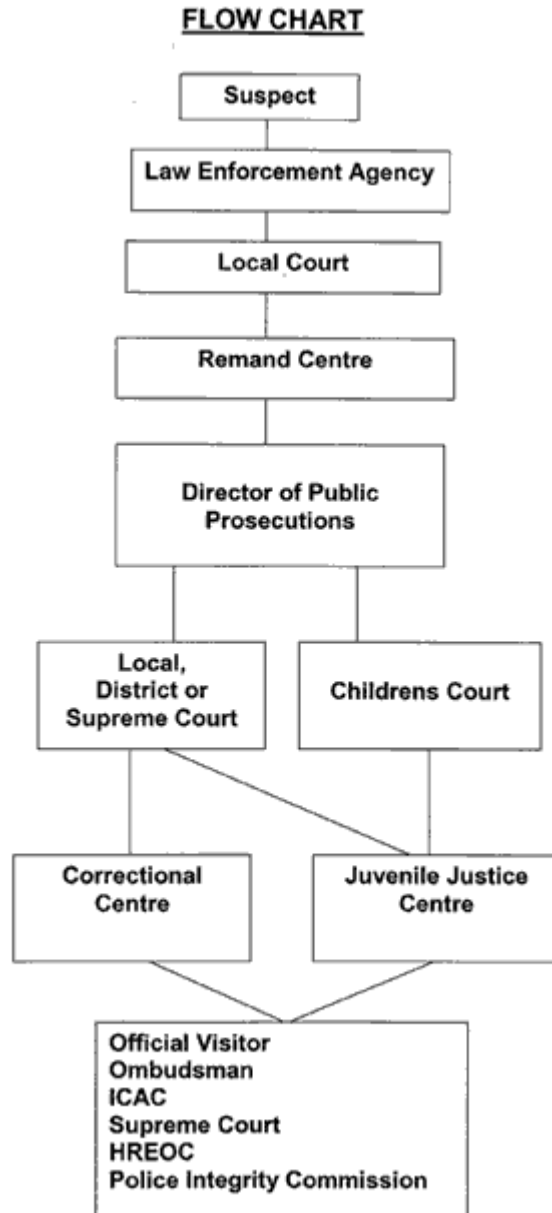 FLOW CHART
Suspect
Law Enforcement Agency
Local Court
Remand Centre
Director of Public
Prosecutions
Local,
District or
Supreme Court
Childrens Court
Correctional
Centre
Juvenile Justice
Centre
Official Visitor
Ombudsman
ICAC
Supreme Court
HREOC
Police Integrity Commission